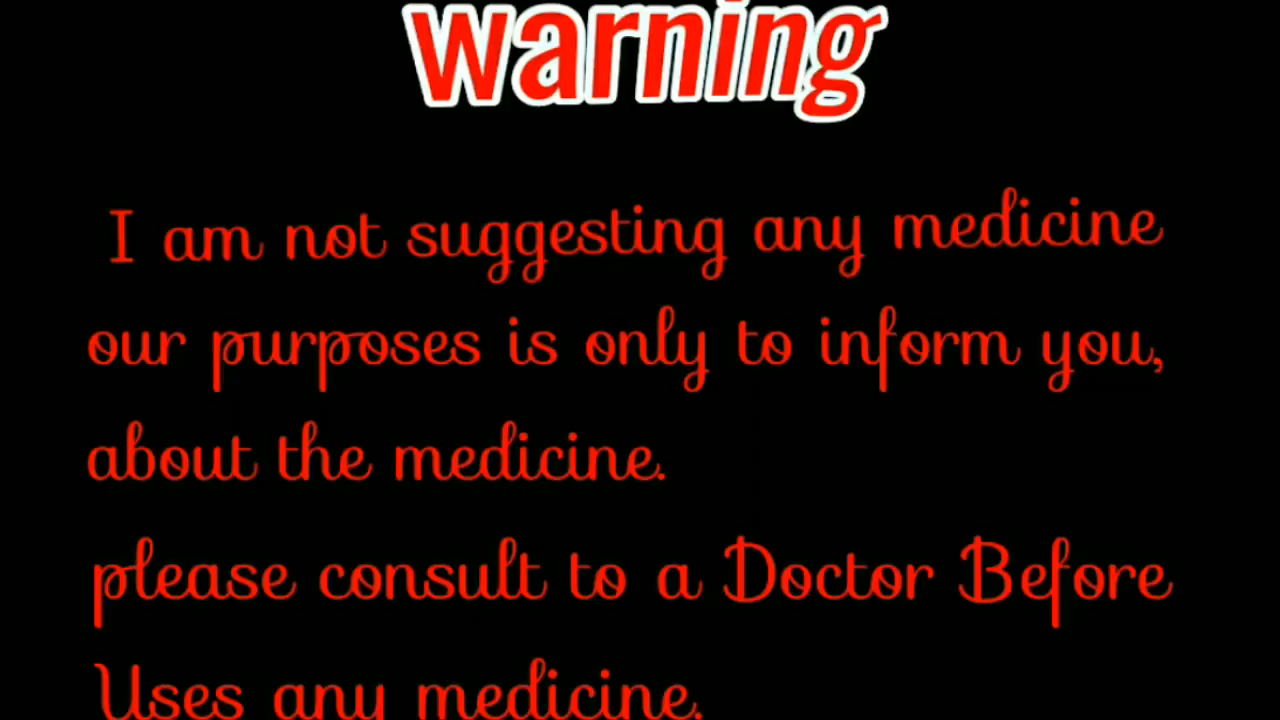 warning
I am not suggesting any medicine
our purposes is only to inform you,
about the medicine.
please consult to a Doctor Before
Uses any medicine.